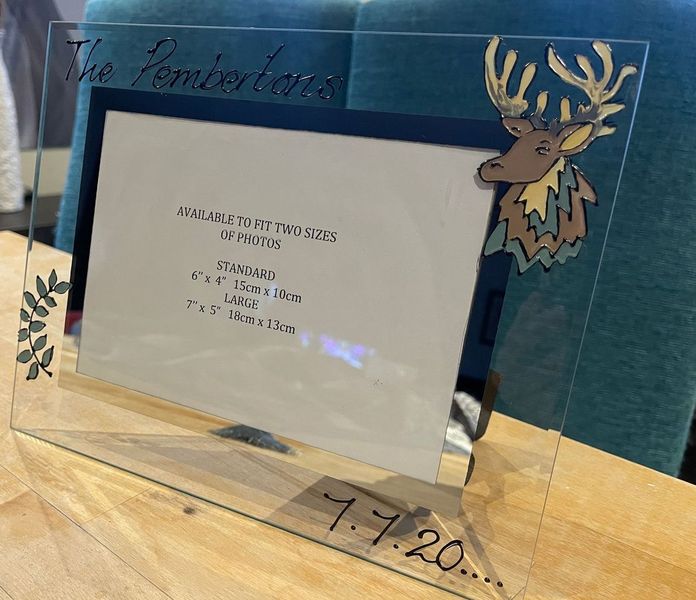 The Pembertons
AVAILABLE TO FIT TWO SIZES
OF PHOTOS
STANDARD
6" x 4" 15cm x 10cm
LARGE
7" x 5" 18cm x 13cm
7.7.20....